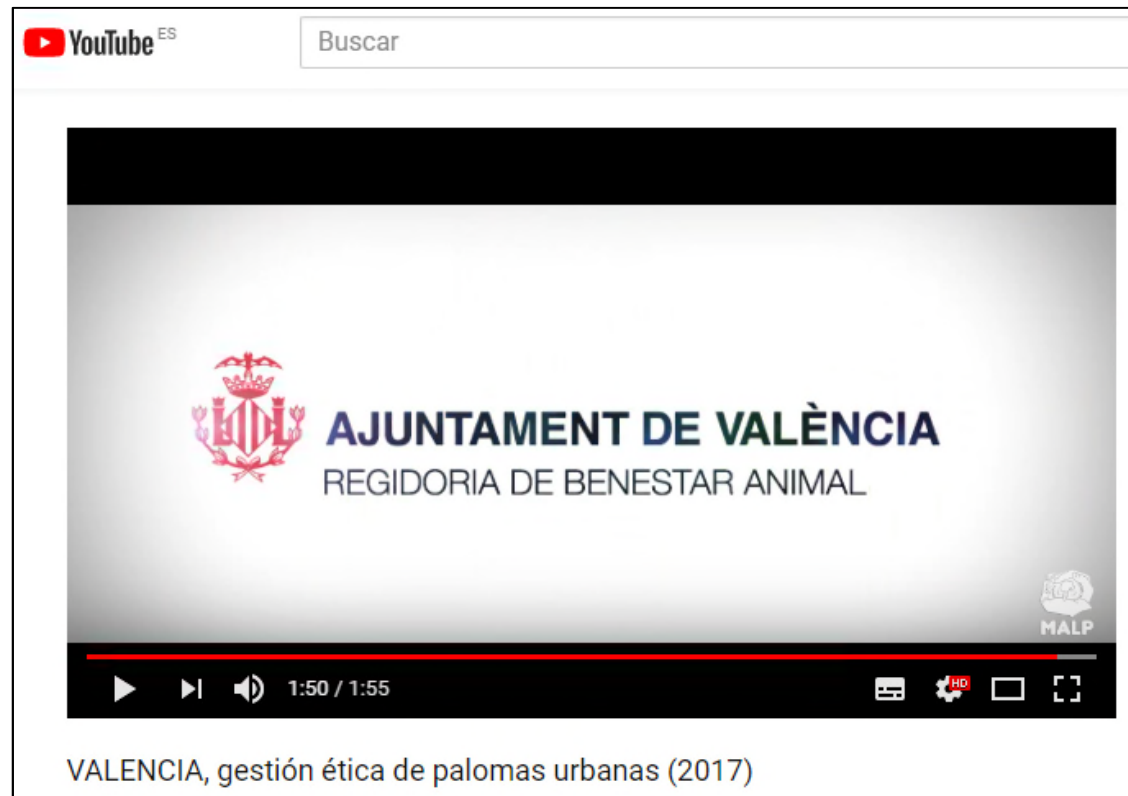 YouTube ES
Buscar
AJUNTAMENT DE VALÈNCIA
REGIDORIA DE BENESTAR ANIMAL
MALP
1:50 / 1:55
HD
VALENCIA, gestión ética de palomas urbanas (2017)